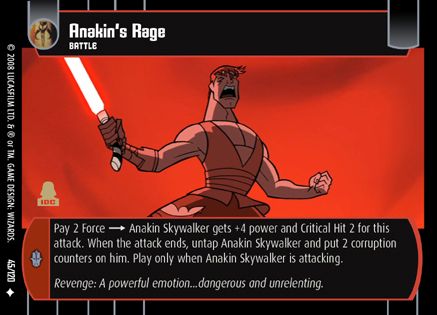 Anakin's Rage
BATTLE
© 2008 LUCASFILM LTD. & ® or TM. GAME DESIGN: WIZARDS.
45/120
IDC
Pay 2 Force → Anakin Skywalker gets +4 power and Critical Hit 2 for this
attack. When the attack ends, untap Anakin Skywalker and put 2 corruption
counters on him. Play only when Anakin Skywalker is attacking.
Revenge: A powerful emotion...dangerous and unrelenting.